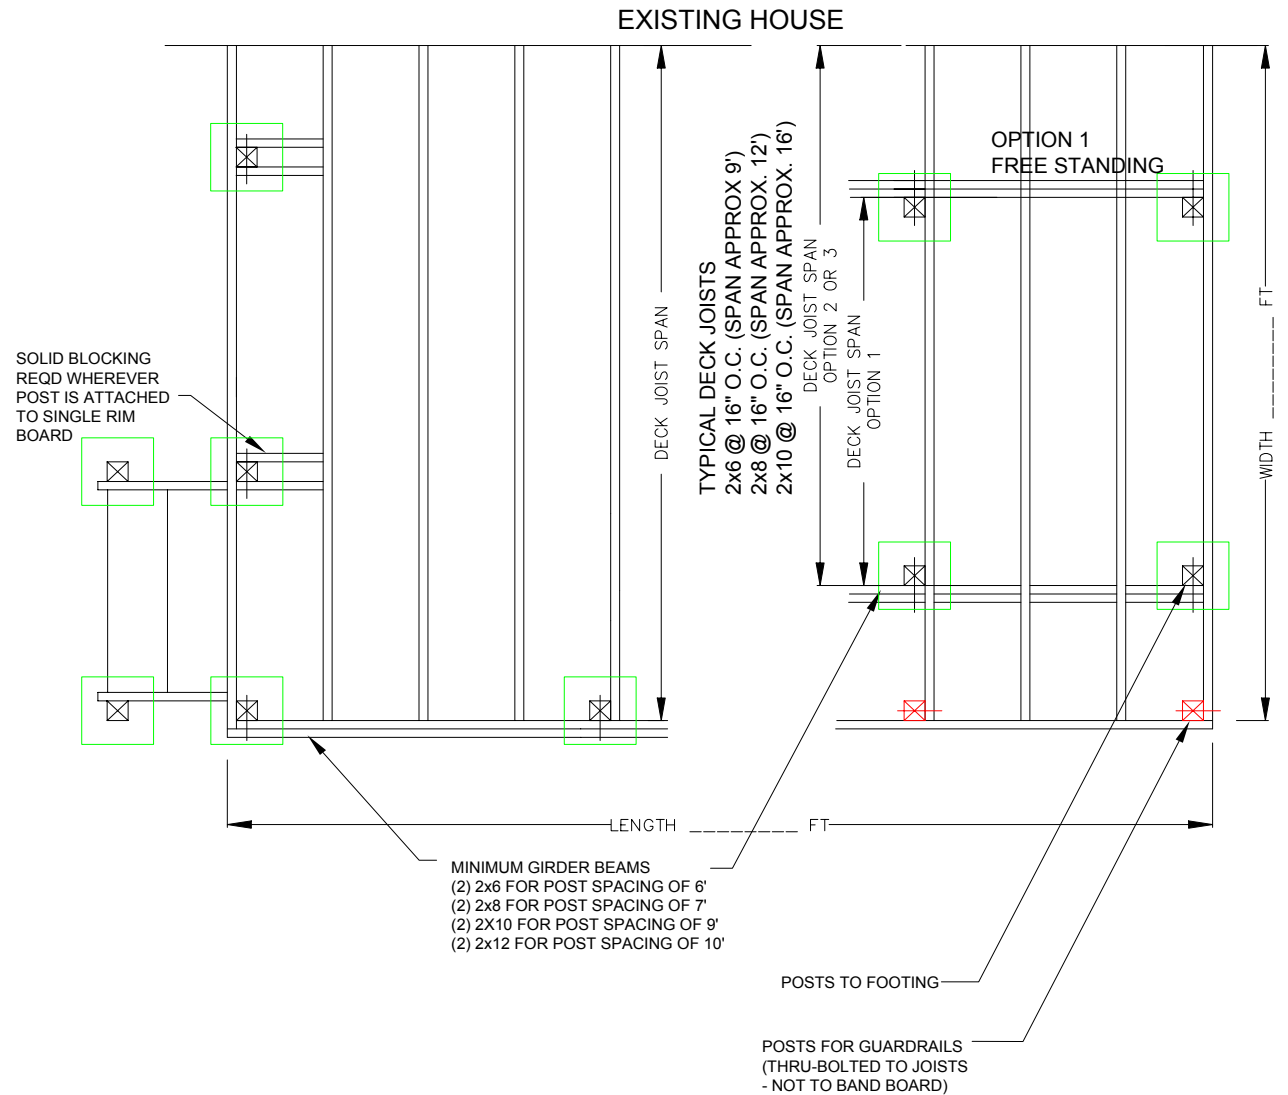 EXISTING HOUSE
OPTION 1
FREE STANDING
SOLID BLOCKING
REQD WHEREVER
POST IS ATTACHED
TO SINGLE RIM
BOARD
DECK JOIST SPAN
TYPICAL DECK JOISTS
2x6 @ 16" O.C. (SPAN APPROX 9')
2x8 @ 16" O.C. (SPAN APPROX. 12')
2x10 @ 16" O.C. (SPAN APPROX. 16')
DECK JOIST SPAN
OPTION 2 OR 3
DECK JOIST SPAN
OPTION 1
WIDTH ________ FT
LENGTH ________ FT
MINIMUM GIRDER BEAMS
(2) 2x6 FOR POST SPACING OF 6'
(2) 2x8 FOR POST SPACING OF 7'
(2) 2X10 FOR POST SPACING OF 9'
(2) 2x12 FOR POST SPACING OF 10'
POSTS TO FOOTING
POSTS FOR GUARDRAILS
(THRU-BOLTED TO JOISTS
- NOT TO BAND BOARD)